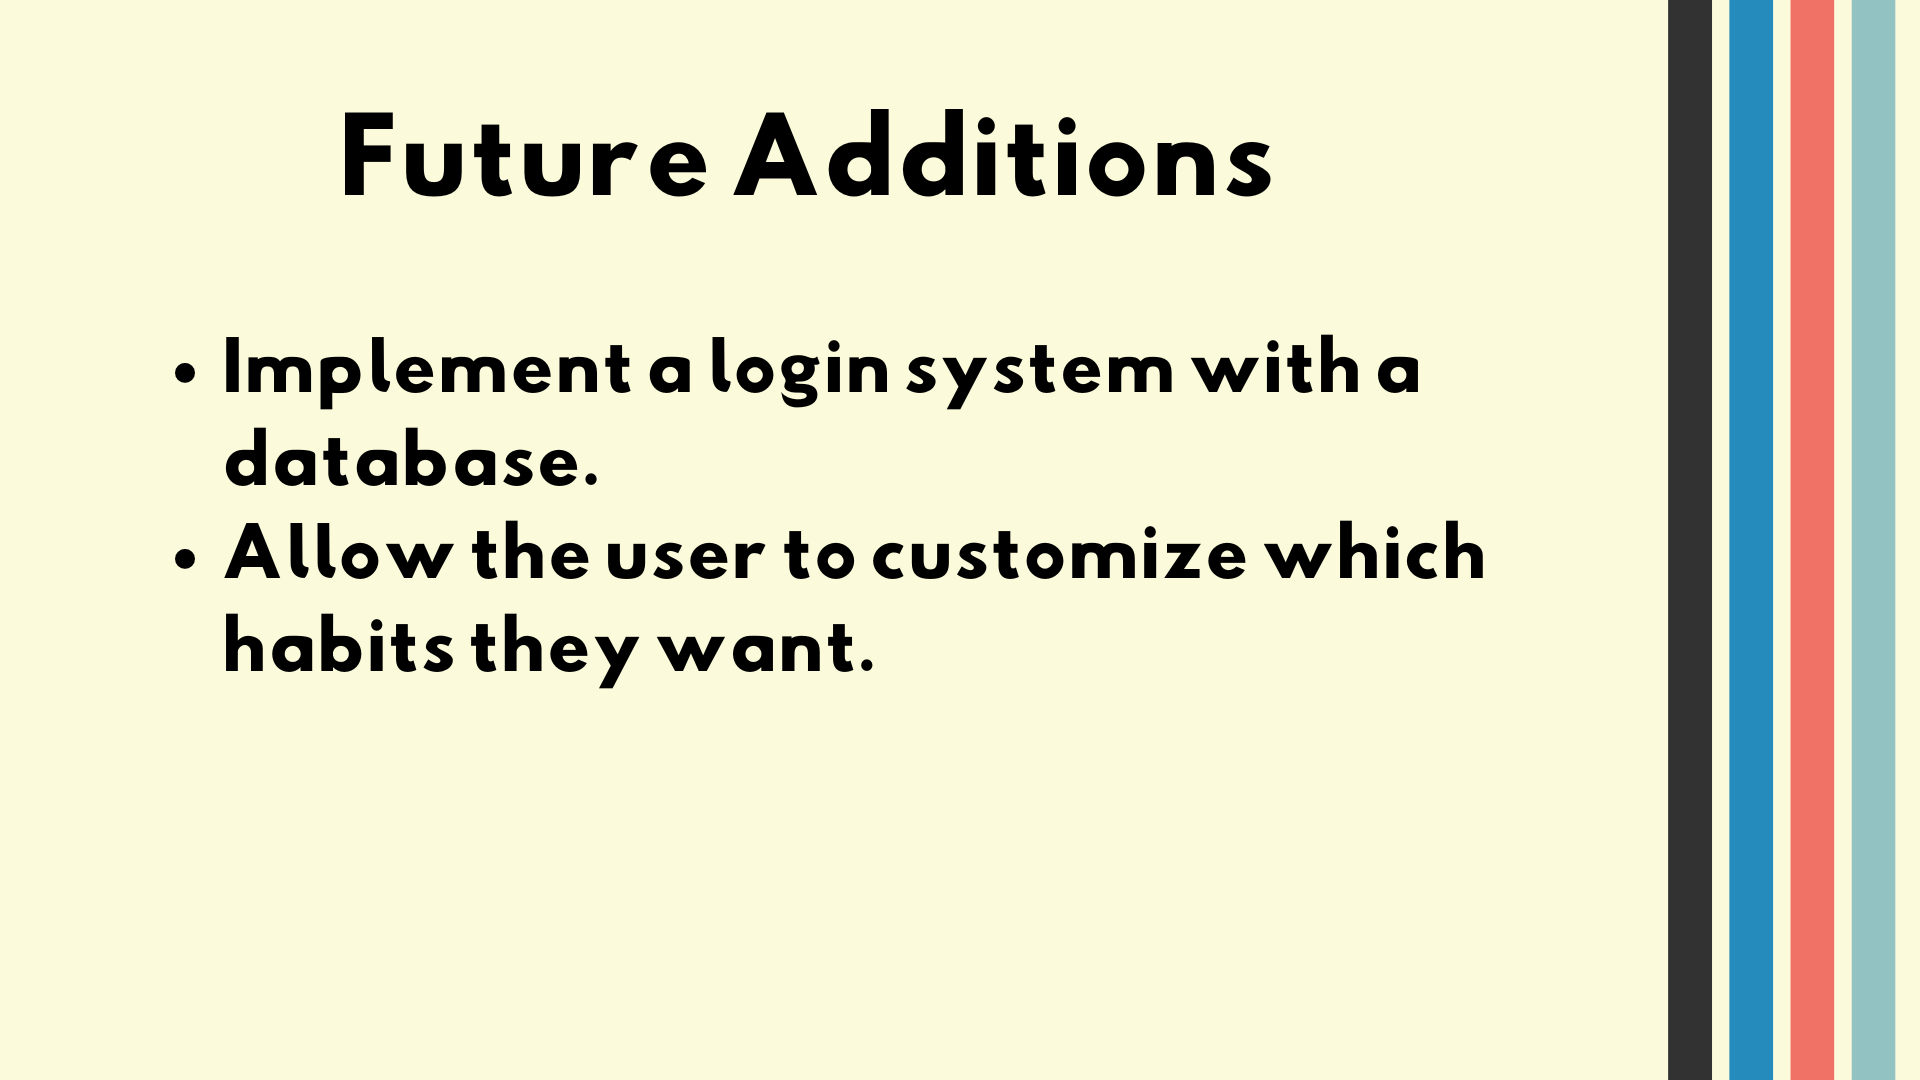 Future Additions
• Implement a login system with a
database.
• Allow the user to customize which
habits they want.